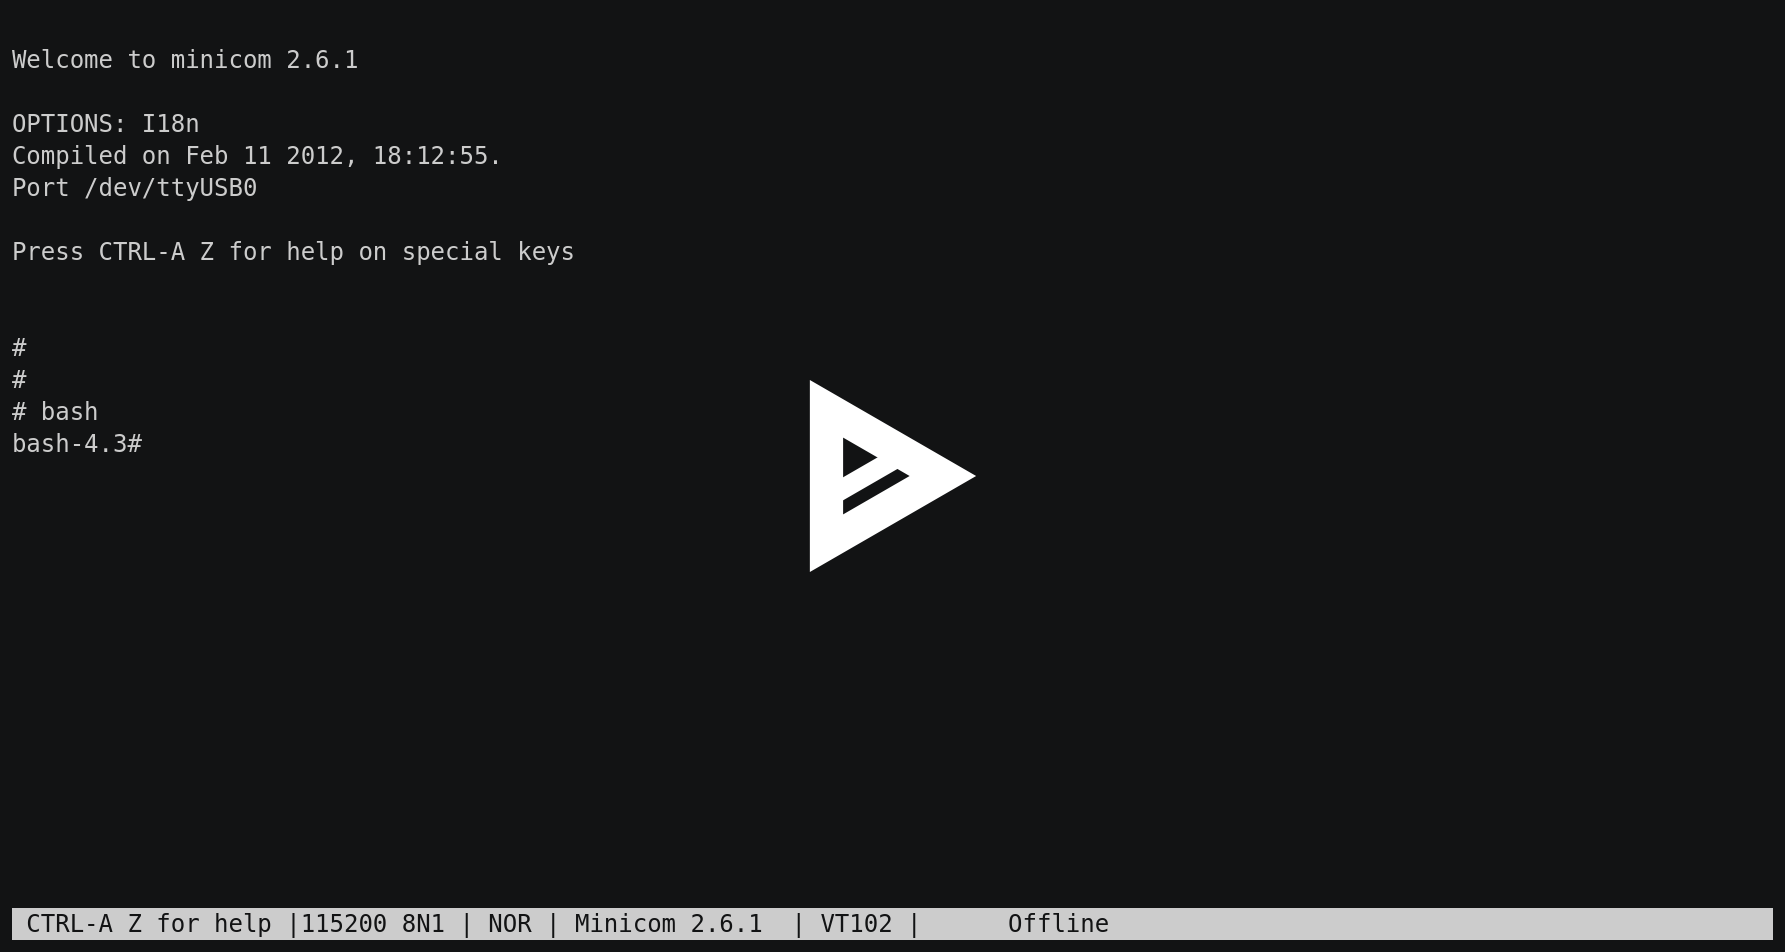 Welcome to minicom 2.6.1
OPTIONS: I18n
Compiled on Feb 11 2012, 18:12:55.
Port /dev/ttyUSB0
Press CTRL-A Z for help on special keys
#
#
# bash
bash-4.3#
CTRL-A Z for help |115200 8N1 | NOR | Minicom 2.6.1  | VT102 |      Offline